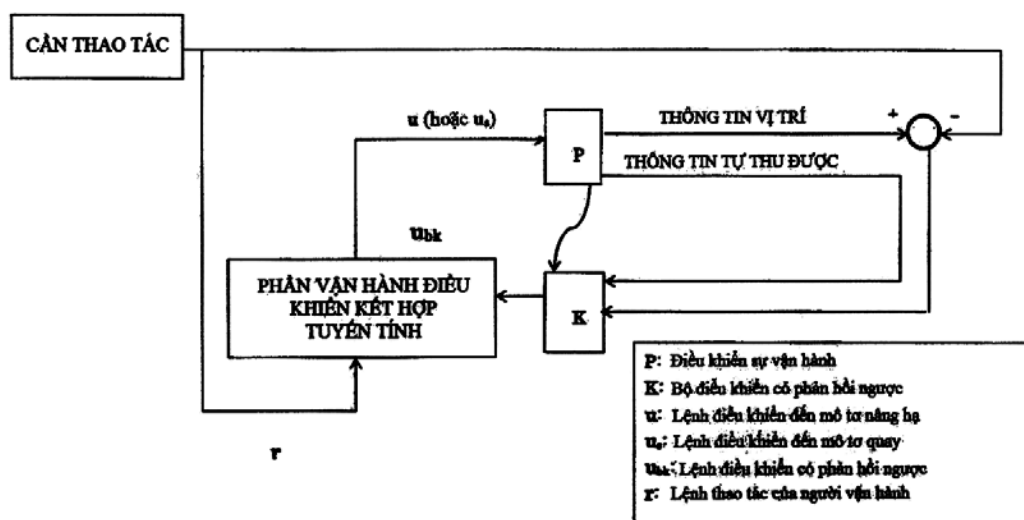 CẦN THAO TÁC
u (hoặc uₐ)
P
THÔNG TIN VỊ TRÍ
+
-
THÔNG TIN TỰ THU ĐƯỢC
u_bk
PHẦN VẬN HÀNH ĐIỀU
KHIỂN KẾT HỢP
TUYẾN TÍNH
K
r
P: Điều khiển sự vận hành
K: Bộ điều khiển có phản hồi ngược
u: Lệnh điều khiển đến mô tơ nâng hạ
uₐ: Lệnh điều khiển đến mô tơ quay
u_bk: Lệnh điều khiển có phản hồi ngược
r: Lệnh thao tác của người vận hành